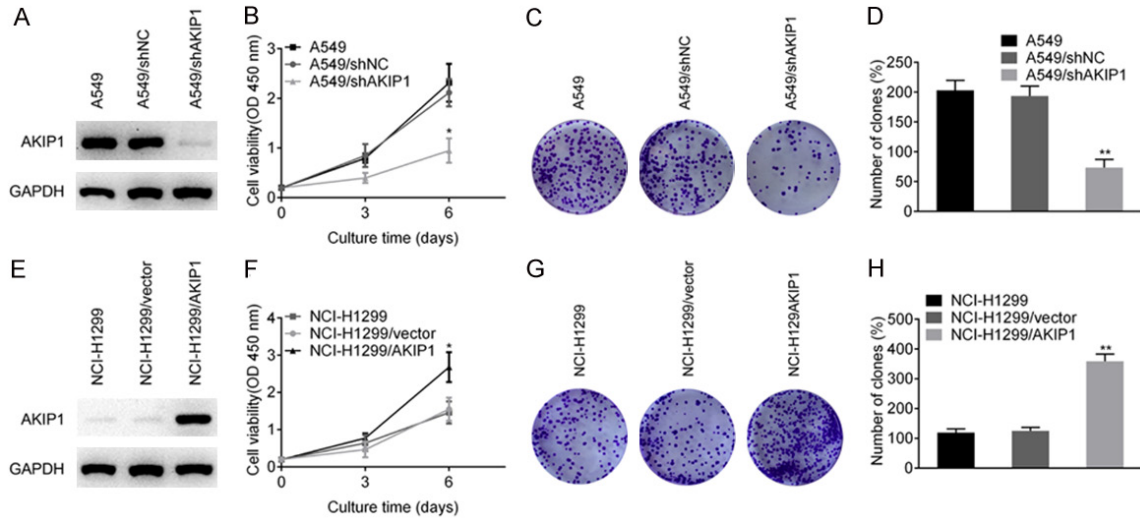 A
A549
A549/shNC
A549/shAKIP1
AKIP1
GAPDH
B
A549
A549/shNC
A549/shAKIP1
Cell viability(OD 450 nm)
3
2
1
0
*
0 3 6
Culture time (days)
C
A549
A549/shNC
A549/shAKIP1
D
A549
A549/shNC
A549/shAKIP1
Number of clones (%)
250
200
150
100
50
0
**
E
NCI-H1299
NCI-H1299/vector
NCI-H1299/AKIP1
AKIP1
GAPDH
F
NCI-H1299
NCI-H1299/vector
NCI-H1299/AKIP1
Cell viability(OD 450 nm)
4
3
2
1
0
*
0 3 6
Culture time (days)
G
NCI-H1299
NCI-H1299/vector
NCI-H129AKIP1
H
NCI-H1299
NCI-H1299/vector
NCI-H1299/AKIP1
Number of clones (%)
500
400
300
200
100
0
**